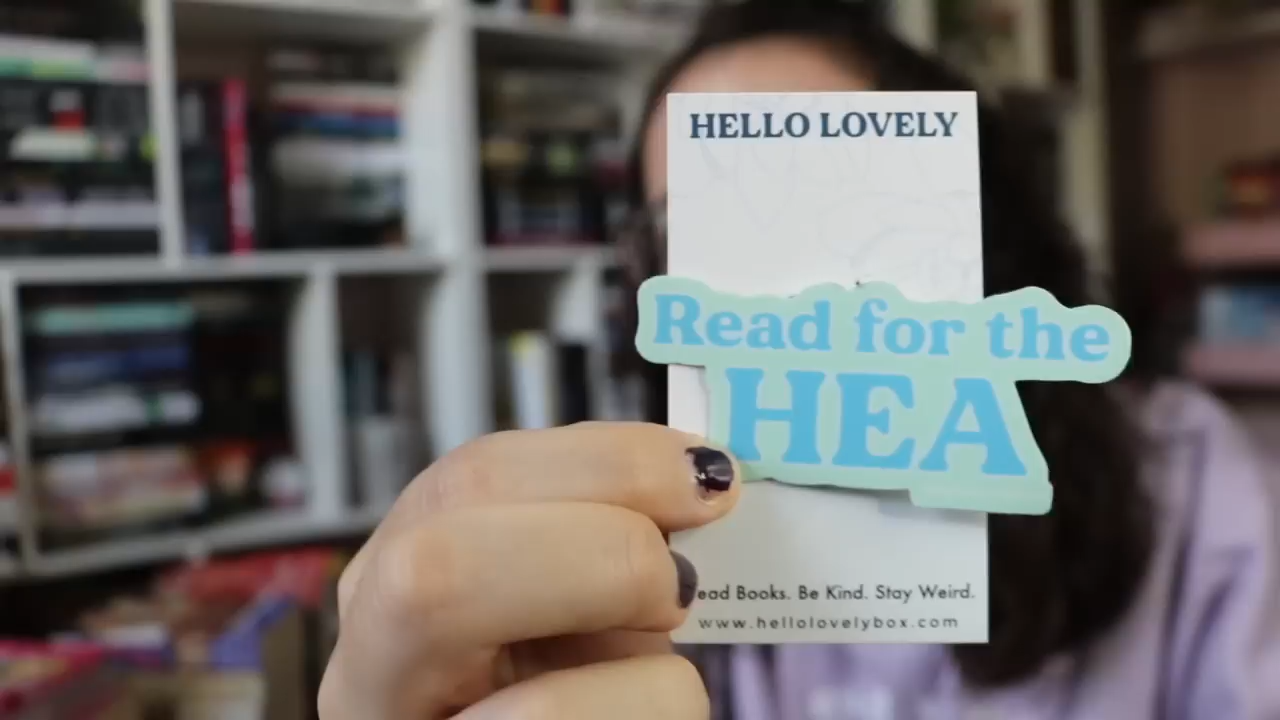 HELLO LOVELY
Read for the
HEA
ead Books. Be Kind. Stay Weird.
www.hellolovelybox.com